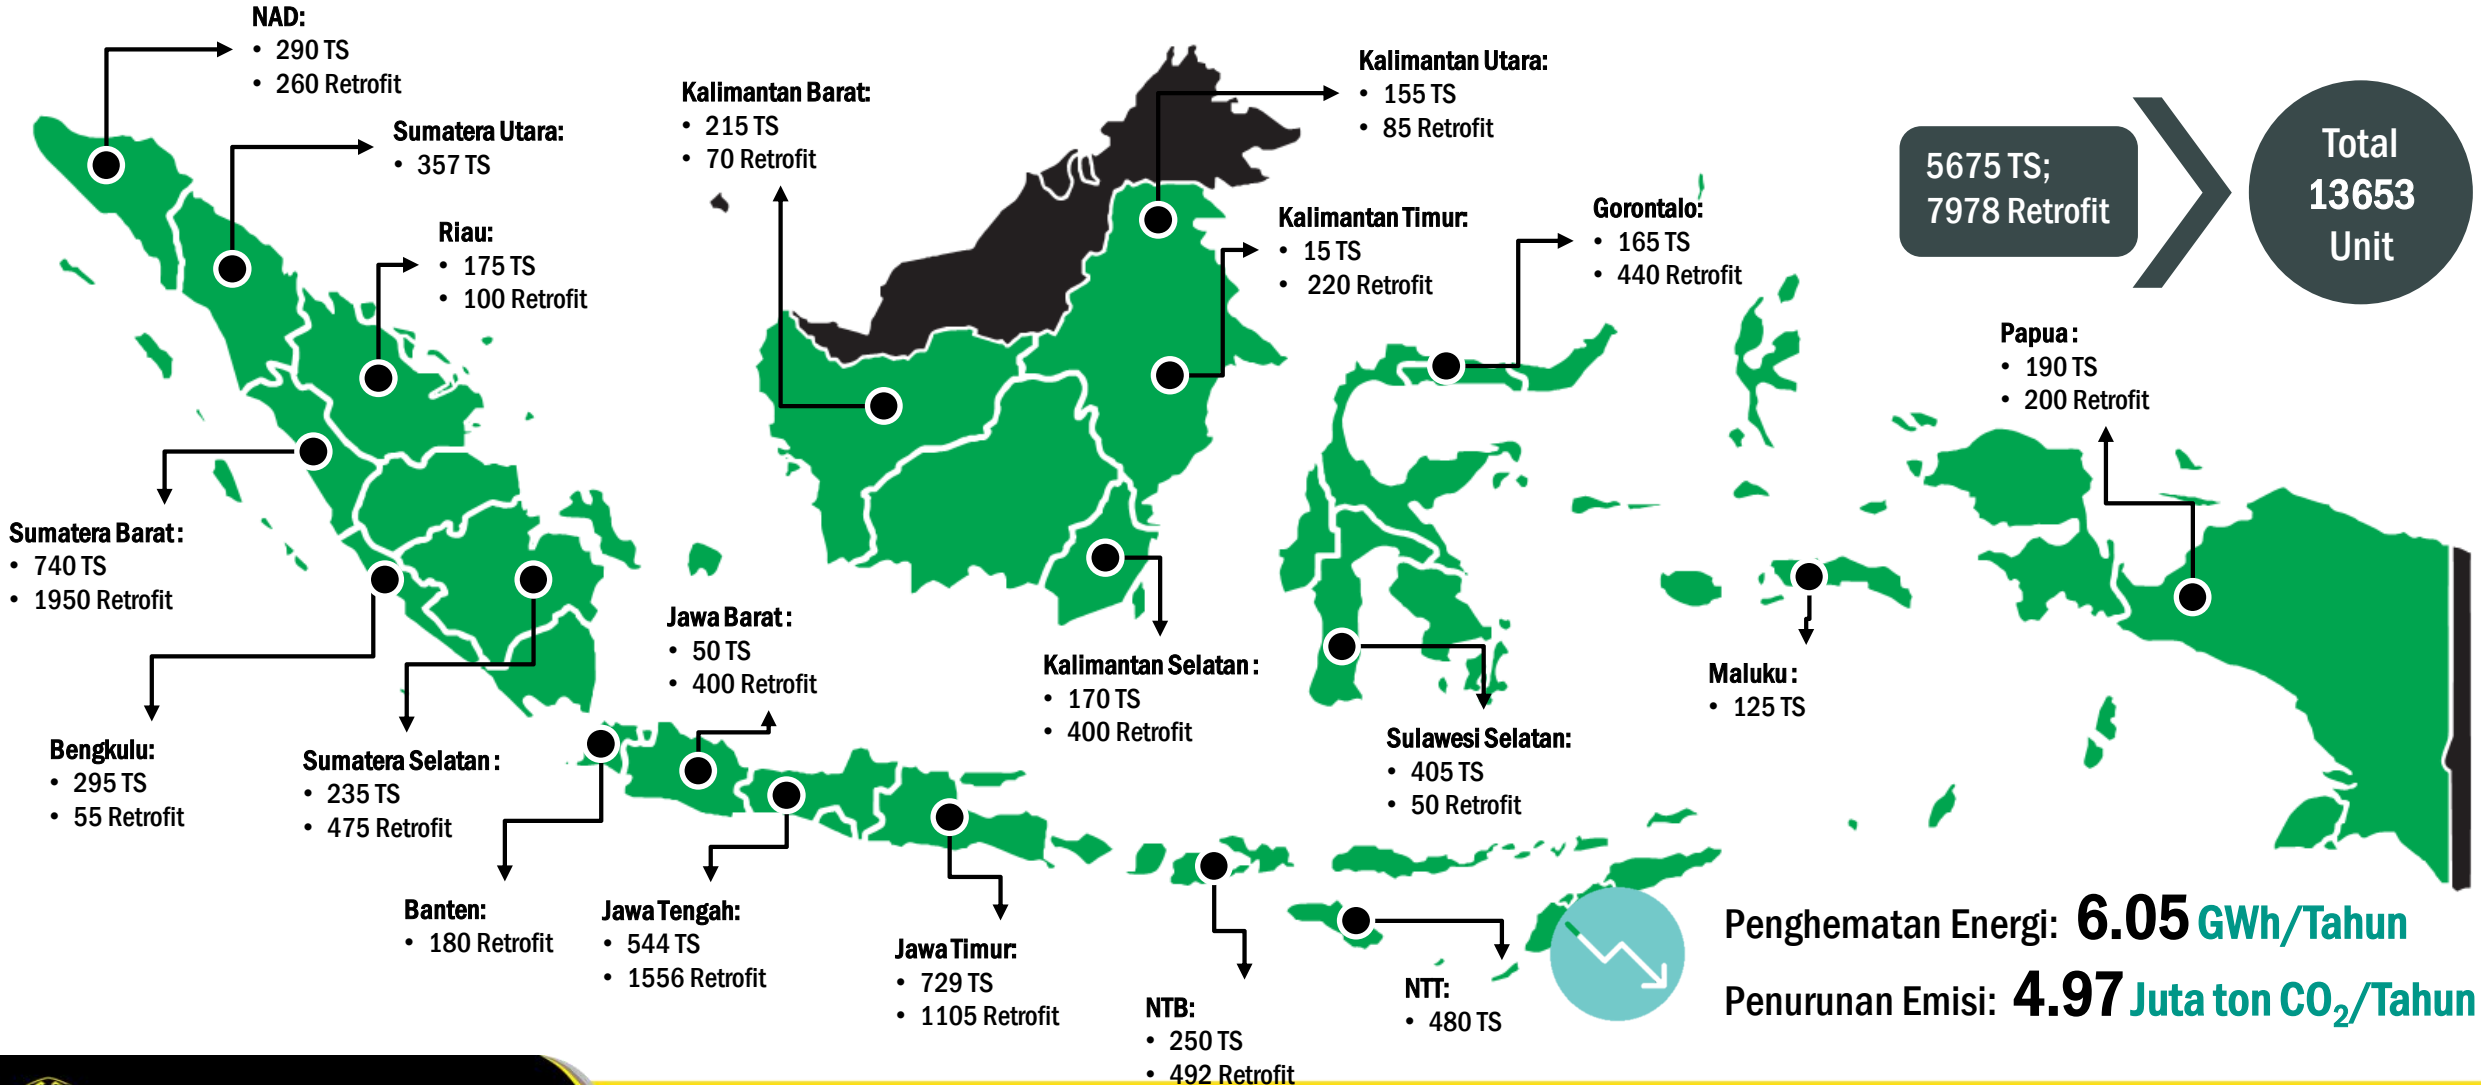 NAD:
• 290 TS
• 260 Retrofit
Sumatera Utara:
• 357 TS
Riau:
• 175 TS
• 100 Retrofit
Kalimantan Barat:
• 215 TS
• 70 Retrofit
Kalimantan Utara:
• 155 TS
• 85 Retrofit
Kalimantan Timur:
• 15 TS
• 220 Retrofit
Gorontalo:
• 165 TS
• 440 Retrofit
5675 TS;
7978 Retrofit
Total
13653
Unit
Papua :
• 190 TS
• 200 Retrofit
Sumatera Barat :
• 740 TS
• 1950 Retrofit
Jawa Barat :
• 50 TS
• 400 Retrofit
Kalimantan Selatan :
• 170 TS
• 400 Retrofit
Maluku :
• 125 TS
Bengkulu:
• 295 TS
• 55 Retrofit
Sumatera Selatan :
• 235 TS
• 475 Retrofit
Sulawesi Selatan:
• 405 TS
• 50 Retrofit
Banten:
• 180 Retrofit
Jawa Tengah:
• 544 TS
• 1556 Retrofit
Jawa Timur:
• 729 TS
• 1105 Retrofit
NTB:
• 250 TS
• 492 Retrofit
NTT:
• 480 TS
Penghematan Energi: 6.05 GWh/Tahun
Penurunan Emisi: 4.97 Juta ton CO₂/Tahun